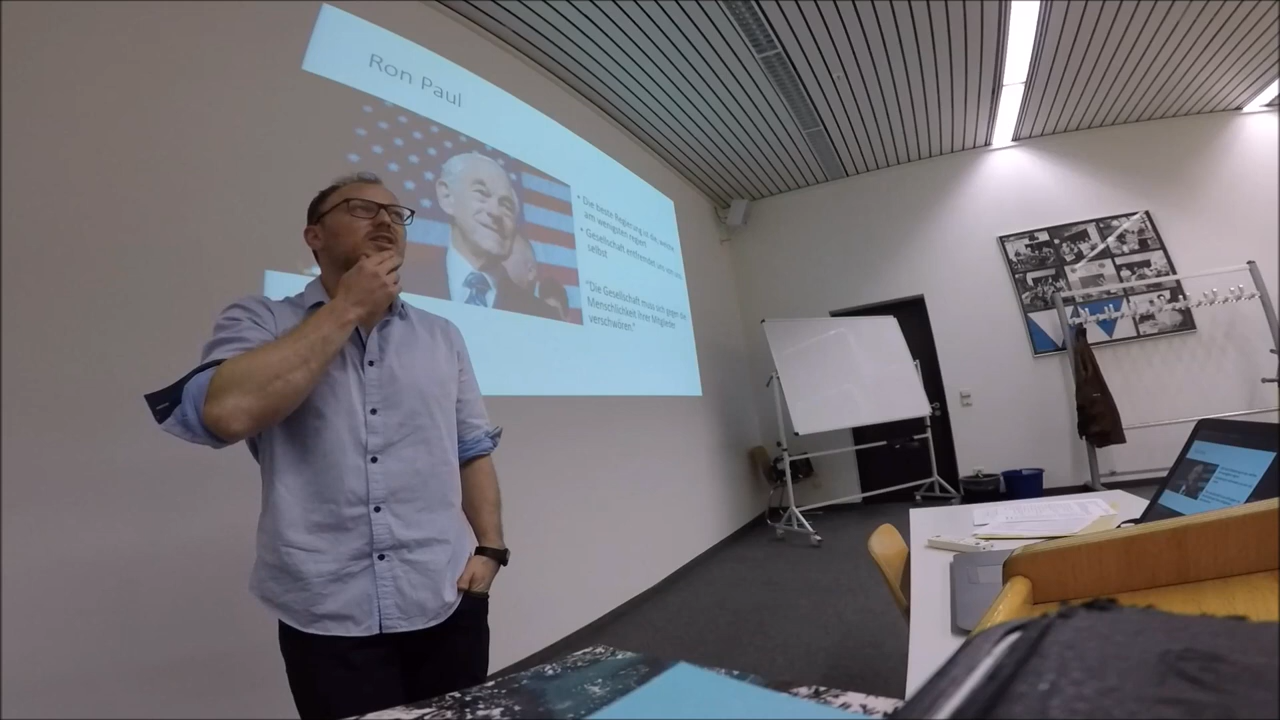 Ron Paul
• Die beste Regierung ist die, welche
am wenigsten regiert
• Gesellschaft entfremdet uns von uns
selbst
"Die Gesellschaft muss sich gegen die
Menschlichkeit ihrer Mitglieder
verschwören."